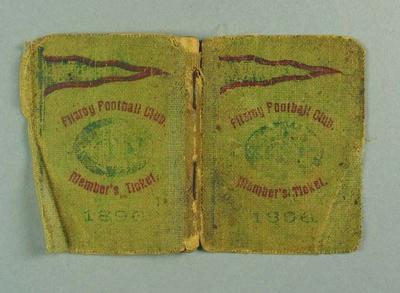 Fitzroy Football Club.
Member's Ticket.
1896
Fitzroy Football Club.
Member's Ticket.
1896